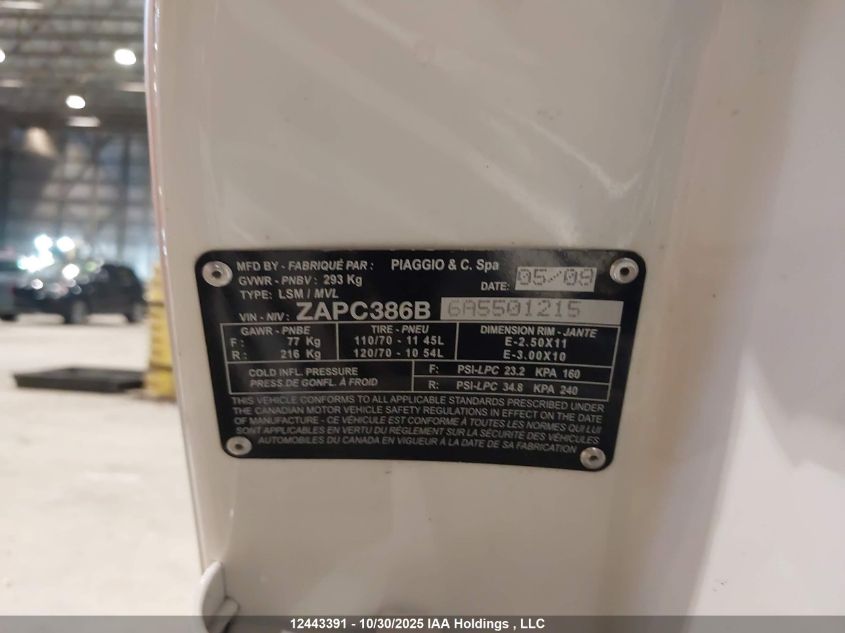 MFD BY - FABRIQUÉ PAR : PIAGGIO & C. Spa
GVWR - PNBV : 293 Kg DATE: 05/09
TYPE: LSM / MVL
VIN - NIV : ZAPC386B 6A5501215
GAWR - PNBE TIRE - PNEU DIMENSION RIM - JANTE
F : 77 Kg 110/70 - 11 45L E-2.50X11
R : 216 Kg 120/70 - 10 54L E-3.00X10
COLD INFL. PRESSURE F: PSI-LPC 23.2 KPA 160
PRESS.DE GONFL. À FROID R: PSI-LPC 34.8 KPA 240
THIS VEHICLE CONFORMS TO ALL APPLICABLE STANDARDS PRESCRIBED UNDER
THE CANADIAN MOTOR VEHICLE SAFETY REGULATIONS IN EFFECT ON THE DATE
OF MANUFACTURE - CE VÉHICULE EST CONFORME À TOUTES LES NORMES QUI LUI
SONT APPLICABLES EN VERTU DU RÈGLEMENT SUR LA SÉCURITÉ DES VÉHICULES
AUTOMOBILES DU CANADA EN VIGUEUR À LA DATE DE SA FABRICATION
12443391 - 10/30/2025 IAA Holdings , LLC